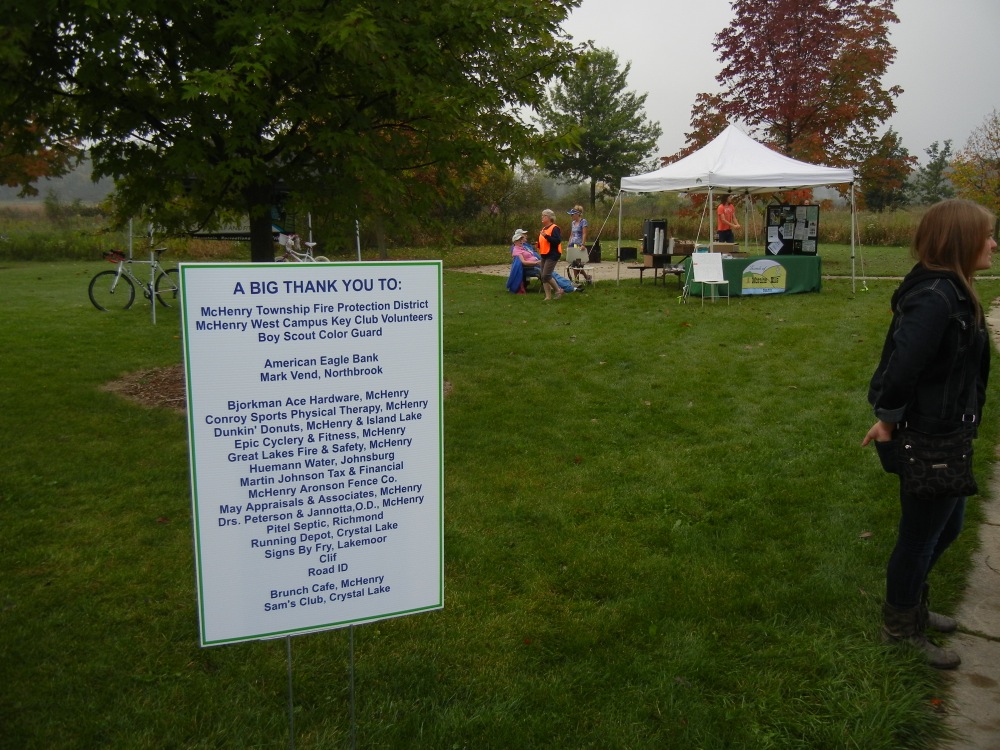 A BIG THANK YOU TO:
McHenry Township Fire Protection District
McHenry West Campus Key Club Volunteers
Boy Scout Color Guard
American Eagle Bank
Mark Vend, Northbrook
Bjorkman Ace Hardware, McHenry
Conroy Sports Physical Therapy, McHenry
Dunkin' Donuts, McHenry & Island Lake
Epic Cyclery & Fitness, McHenry
Great Lakes Fire & Safety, McHenry
Huemann Water, Johnsburg
Martin Johnson Tax & Financial
McHenry Aronson Fence Co.
May Appraisals & Associates, McHenry
Drs. Peterson & Jannotta,O.D., McHenry
Pitel Septic, Richmond
Running Depot, Crystal Lake
Signs By Fry, Lakemoor
Clif
Road ID
Brunch Cafe, McHenry
Sam's Club, Crystal Lake